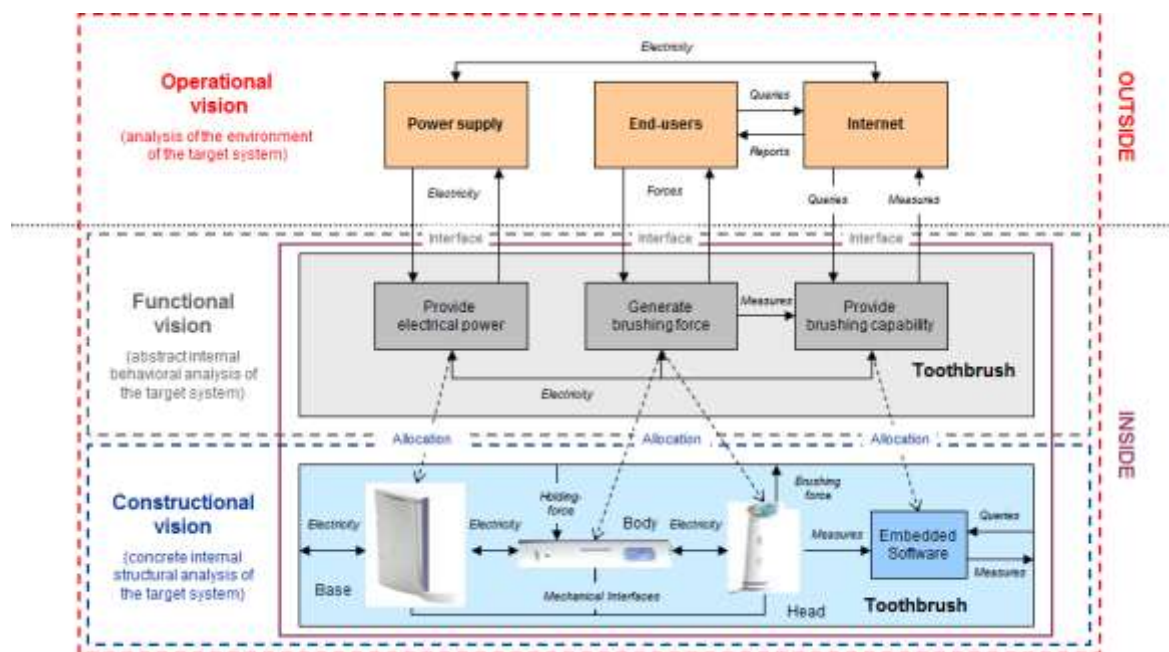 Electricity
Operational
vision
(analysis of the environment
of the target system)
Power supply
End-users
Internet
Queries
Reports
OUTSIDE
Electricity
Forces
Queries
Measures
Interface
Interface
Interface
Functional
vision
(abstract internal
behavioral analysis of
the target system)
Provide
electrical power
Generate
brushing force
Measures
Provide
brushing capability
Toothbrush
Electricity
INSIDE
Allocation
Allocation
Allocation
Constructional
vision
(concrete internal
structural analysis of
the target system)
Electricity
Base
Electricity
Holding-
force
Body
Electricity
Brushing
force
Measures
Embedded
Software
Queries
Measures
Mechanical Interfaces
Head
Toothbrush